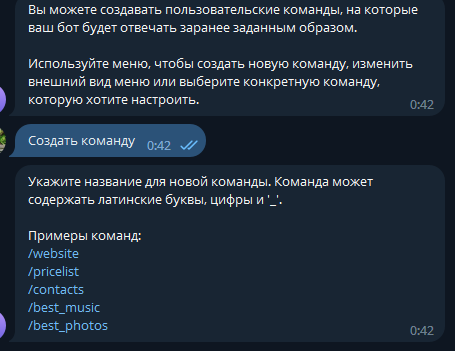 Вы можете создавать пользовательские команды, на которые
ваш бот будет отвечать заранее заданным образом.
Используйте меню, чтобы создать новую команду, изменить
внешний вид меню или выберите конкретную команду,
которую хотите настроить.
0:42
Создать команду 0:42
Укажите название для новой команды. Команда может
содержать латинские буквы, цифры и '_'.
Примеры команд:
/website
/pricelist
/contacts
/best_music
/best_photos
0:42